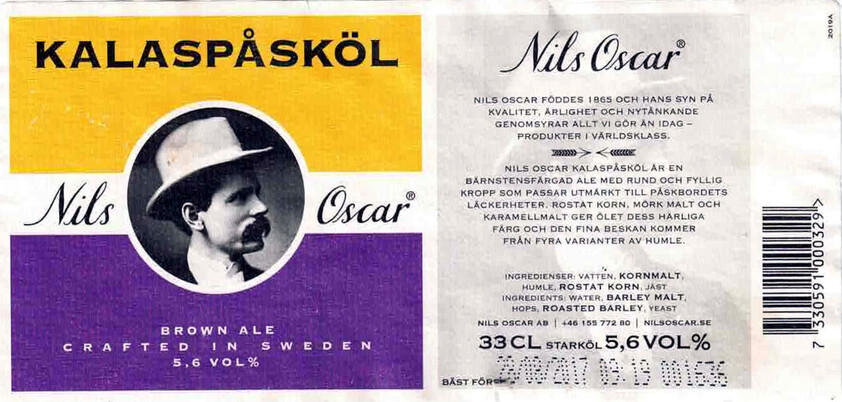 KALASPÅSKÖL
Nils Oscar®
BROWN ALE
CRAFTED IN SWEDEN
5,6 VOL%
Nils Oscar®
NILS OSCAR FÖDDES 1865 OCH HANS SYN PÅ
KVALITET, ÄRLIGHET OCH NYTÄNKANDE
GENOMSYRAR ALLT VI GÖR ÄN IDAG –
PRODUKTER I VÄRLDSKLASS.
NILS OSCAR KALASPÅSKÖL ÄR EN
BÄRNSTENSFÄRGAD ALE MED RUND OCH FYLLIG
KROPP SOM PASSAR UTMÄRKT TILL PÅSKBORDETS
LÄCKERHETER. ROSTAT KORN, MÖRK MALT OCH
KARAMELLMALT GER ÖLET DESS HÄRLIGA
FÄRG OCH DEN FINA BESKAN KOMMER
FRÅN FYRA VARIANTER AV HUMLE.
INGREDIENSER: VATTEN, KORNMALT,
HUMLE, ROSTAT KORN, JÄST
INGREDIENTS: WATER, BARLEY MALT,
HOPS, ROASTED BARLEY, YEAST
NILS OSCAR AB | +46 155 772 80 | NILSOSCAR.SE
33 CL STARKÖL 5,6 VOL%
BÄST FÖR
09:19
7 330591 000329 >
2019A